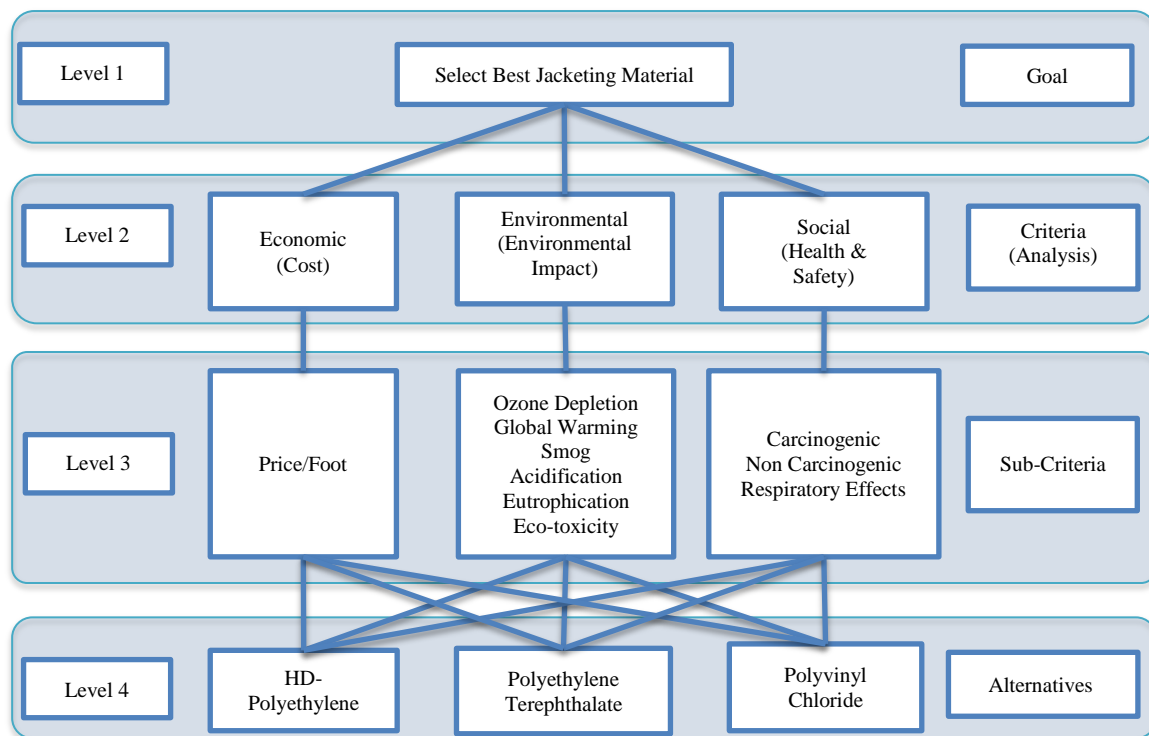 Level 1
Select Best Jacketing Material
Goal
Level 2
Economic
(Cost)
Environmental
(Environmental
Impact)
Social
(Health &
Safety)
Criteria
(Analysis)
Level 3
Price/Foot
Ozone Depletion
Global Warming
Smog
Acidification
Eutrophication
Eco-toxicity
Carcinogenic
Non Carcinogenic
Respiratory Effects
Sub-Criteria
Level 4
HD-
Polyethylene
Polyethylene
Terephthalate
Polyvinyl
Chloride
Alternatives